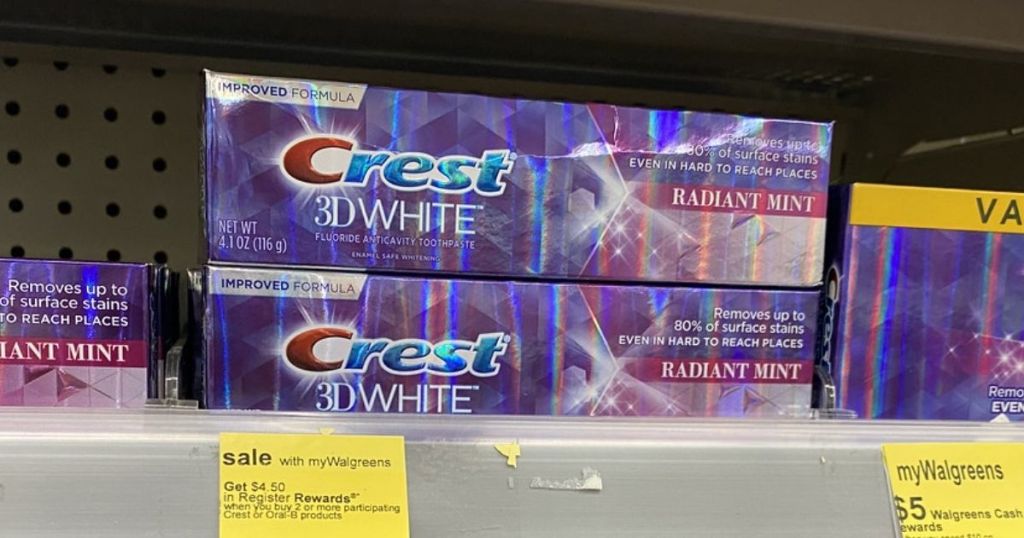 IMPROVED FORMULA
Crest
3D WHITE™
FLUORIDE ANTICAVITY TOOTHPASTE
ENAMEL SAFE WHITENING
NET WT
4.1 OZ (116 g)
Removes up to
80% of surface stains
EVEN IN HARD TO REACH PLACES
RADIANT MINT
IMPROVED FORMULA
Crest
3D WHITE™
Removes up to
80% of surface stains
EVEN IN HARD TO REACH PLACES
RADIANT MINT
Removes up to
of surface stains
TO REACH PLACES
IANT MINT
VA
Remo
EVEN
sale with myWalgreens
Get $4.50
in Register Rewards®*
when you buy 2 or more participating
Crest or Oral-B products
myWalgreens
$5 Walgreens Cash
ewards